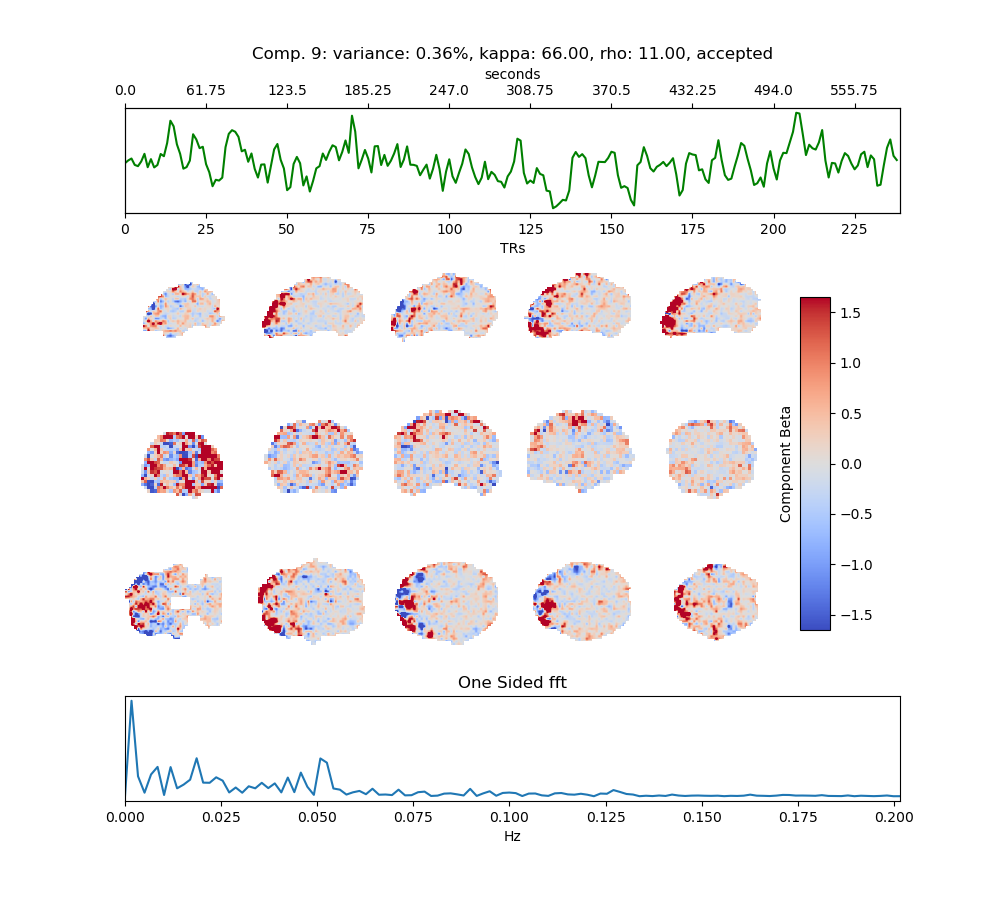 Comp. 9: variance: 0.36%, kappa: 66.00, rho: 11.00, accepted
seconds
0.0 61.75 123.5 185.25 247.0 308.75 370.5 432.25 494.0 555.75
0 25 50 75 100 125 150 175 200 225
TRs
1.5
1.0
0.5
0.0
−0.5
−1.0
−1.5
Component Beta
One Sided fft
0.000 0.025 0.050 0.075 0.100 0.125 0.150 0.175 0.200
Hz